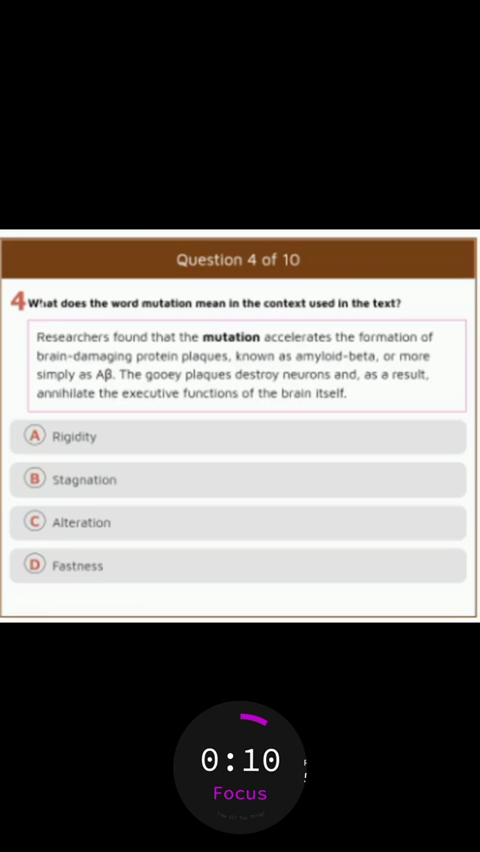 Question 4 of 10
4 What does the word mutation mean in the context used in the text?
Researchers found that the mutation accelerates the formation of
brain-damaging protein plaques, known as amyloid-beta, or more
simply as Aβ. The gooey plaques destroy neurons and, as a result,
annihilate the executive functions of the brain itself.
A Rigidity
B Stagnation
C Alteration
D Fastness
0:10
Focus